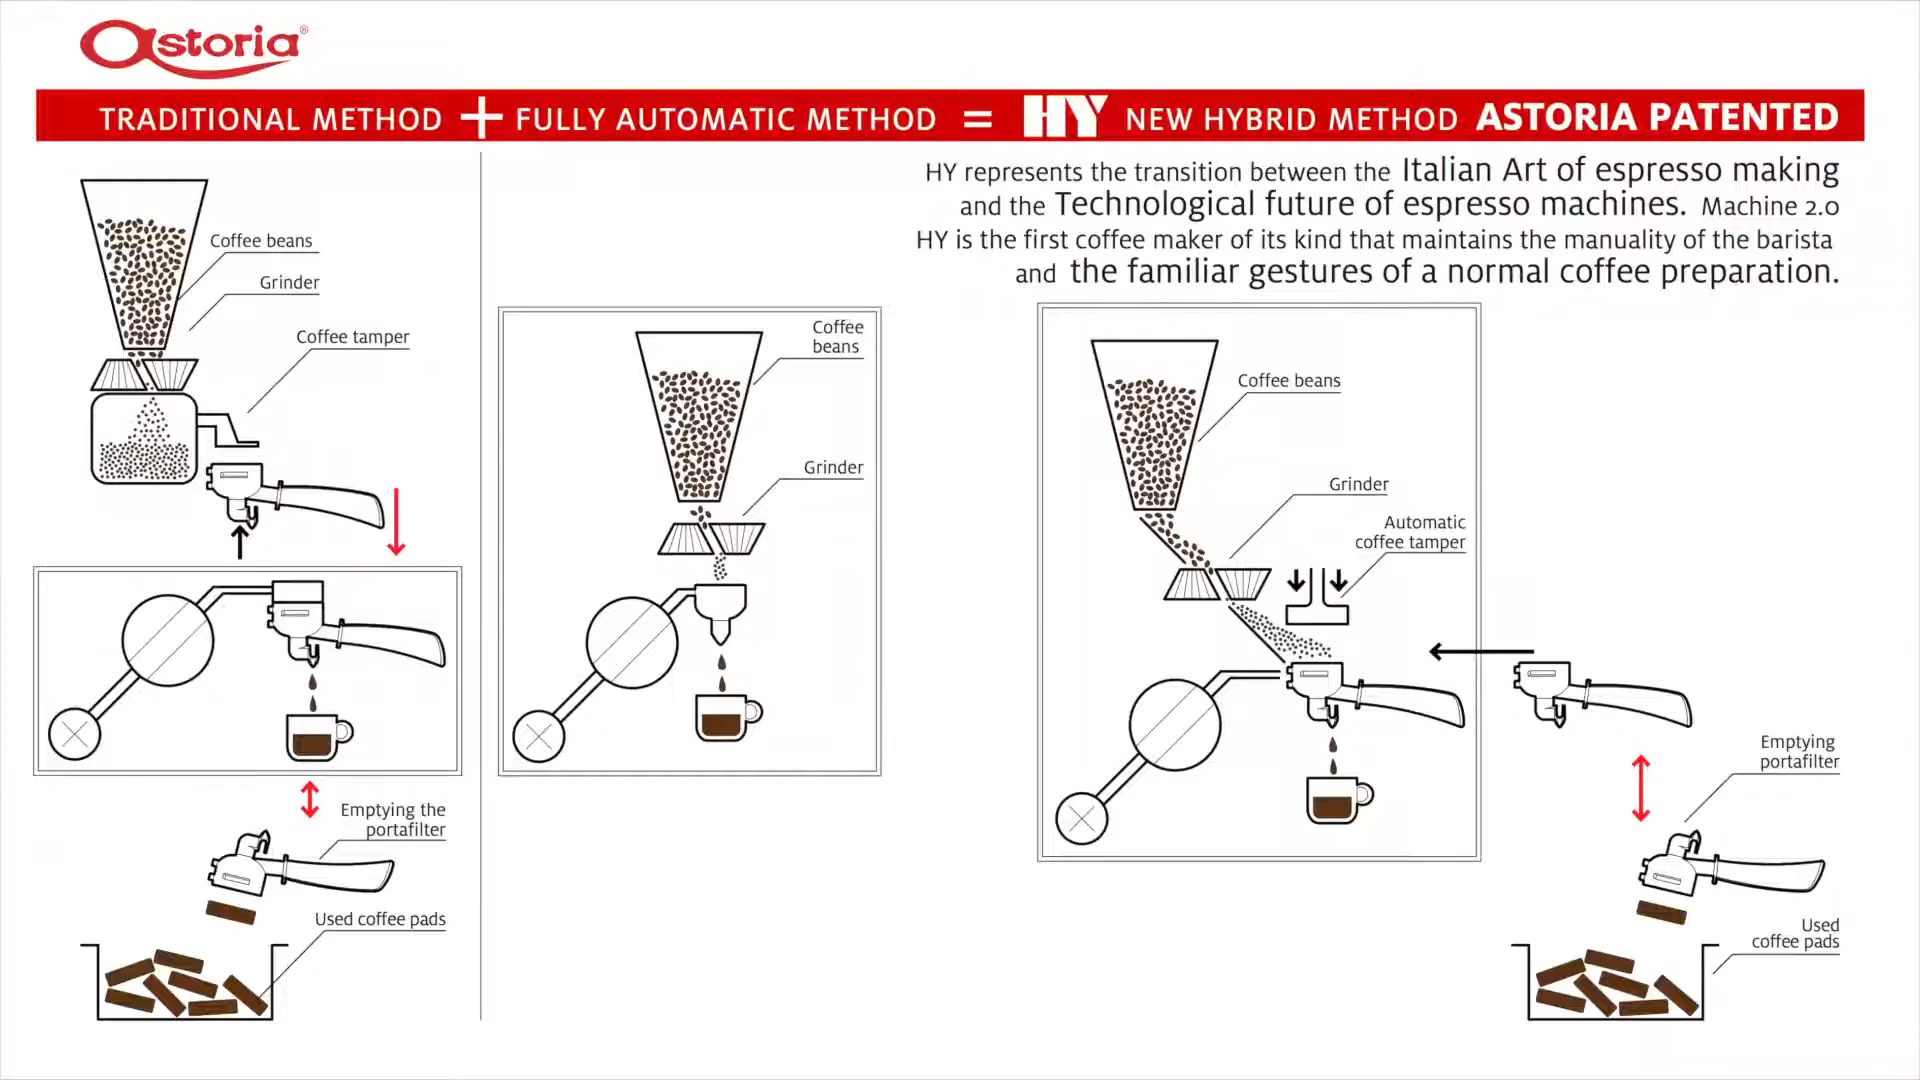 astoria®
TRADITIONAL METHOD + FULLY AUTOMATIC METHOD = HY NEW HYBRID METHOD ASTORIA PATENTED
HY represents the transition between the Italian Art of espresso making
and the Technological future of espresso machines. Machine 2.0
HY is the first coffee maker of its kind that maintains the manuality of the barista
and the familiar gestures of a normal coffee preparation.
Coffee beans
Grinder
Coffee tamper
Emptying the
portafilter
Used coffee pads
Coffee
beans
Grinder
Coffee beans
Grinder
Automatic
coffee tamper
Emptying
portafilter
Used
coffee pads